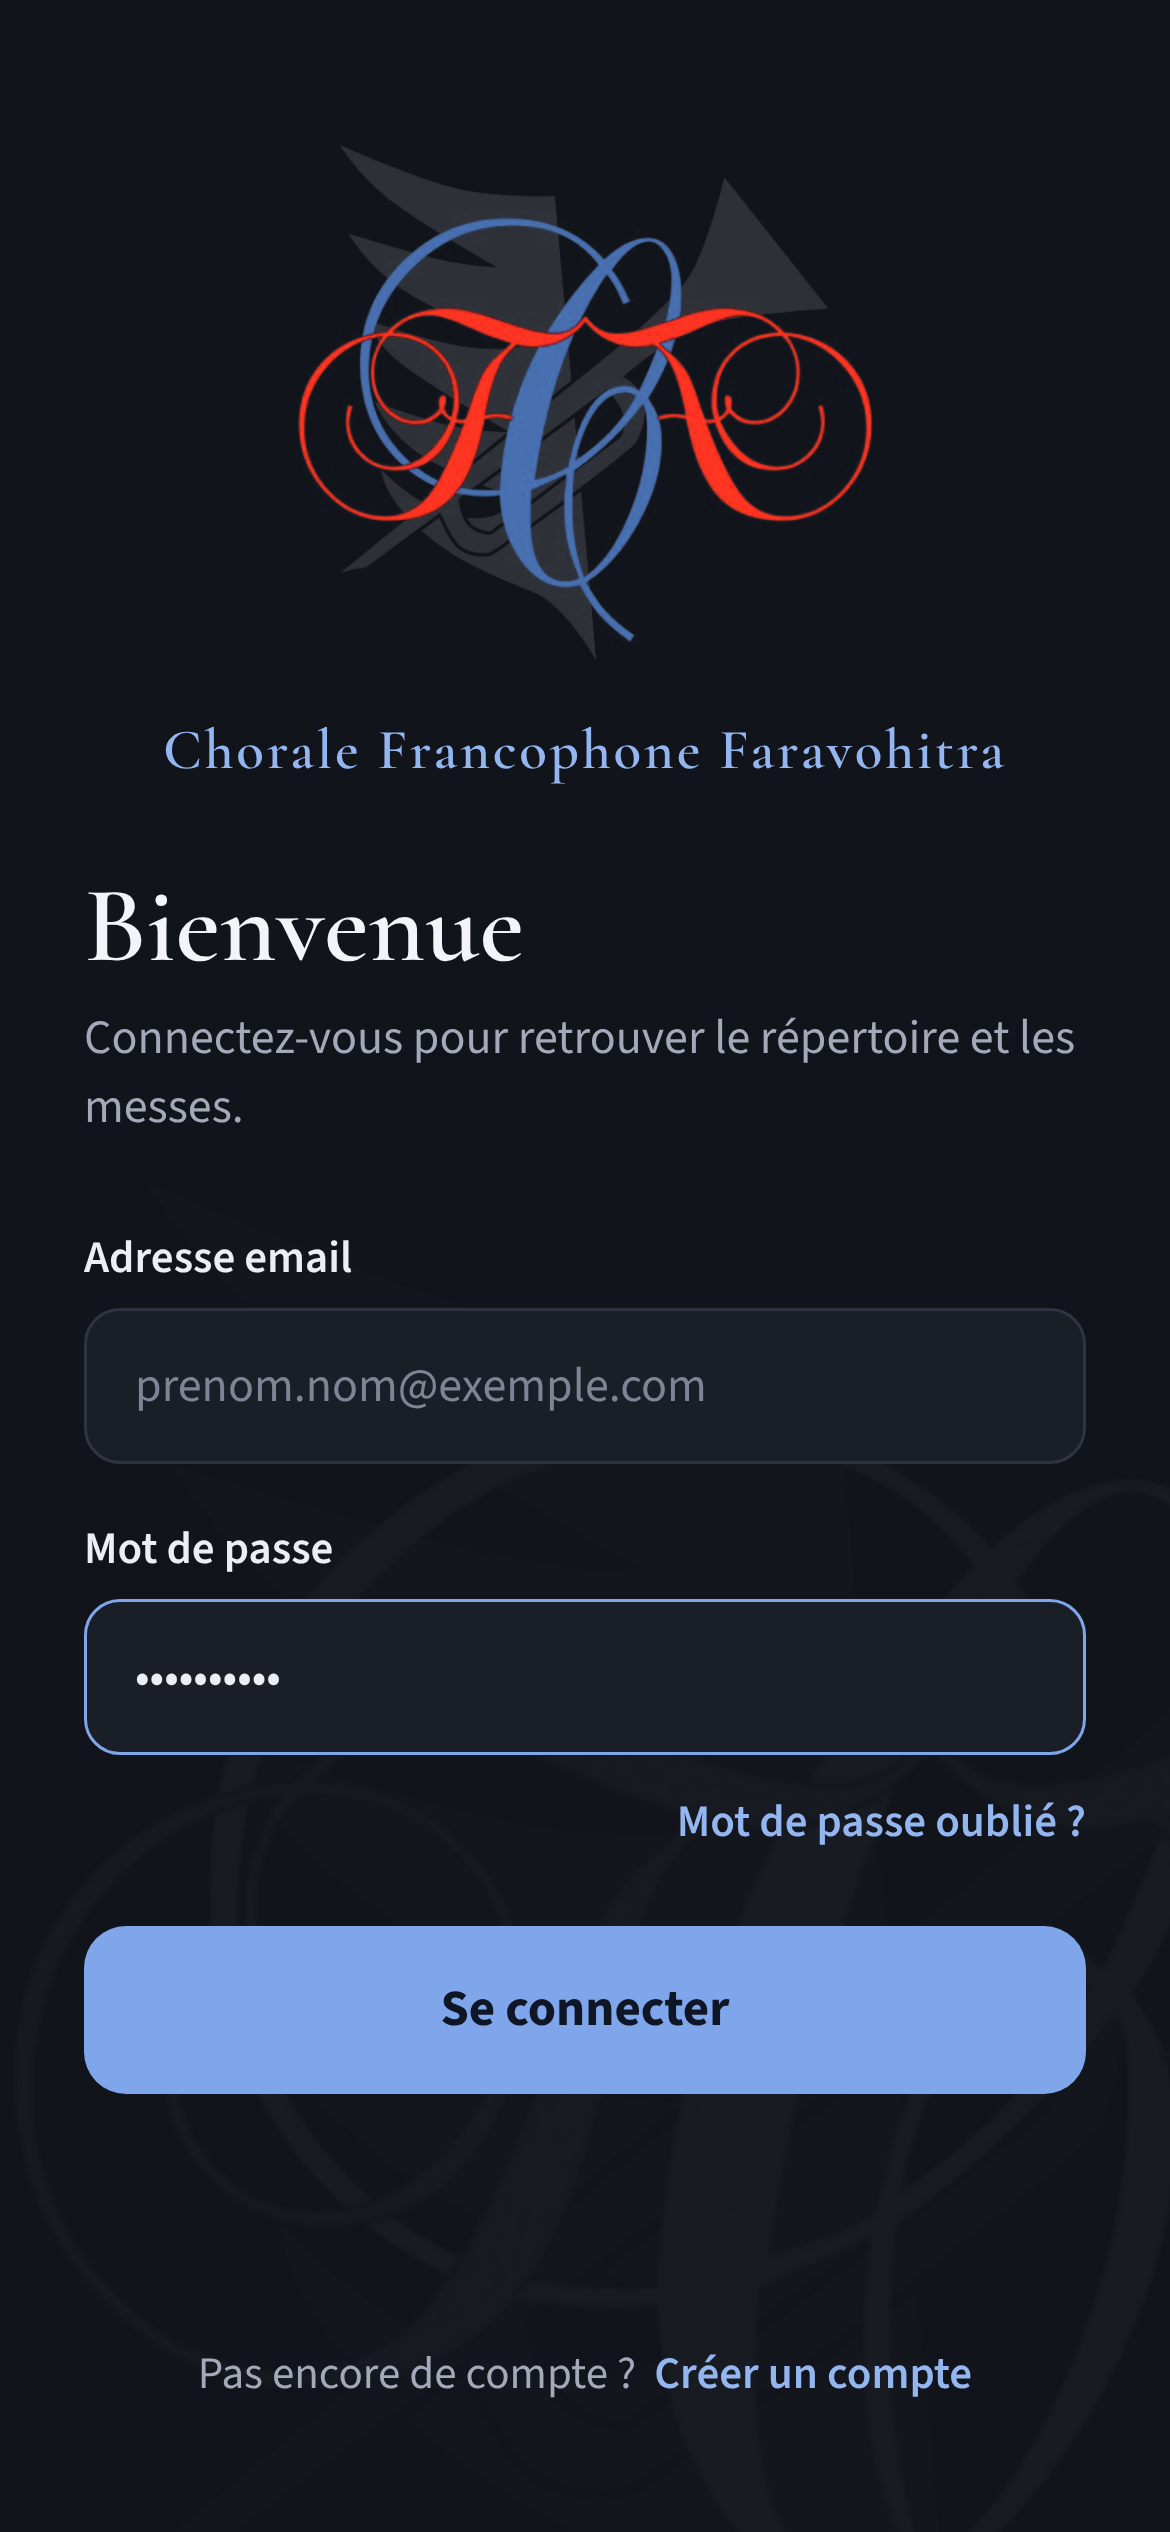 Chorale Francophone Faravohitra
Bienvenue
Connectez-vous pour retrouver le répertoire et les
messes.
Adresse email
prenom.nom@exemple.com
Mot de passe
••••••••••
Mot de passe oublié ?
Se connecter
Pas encore de compte ? Créer un compte